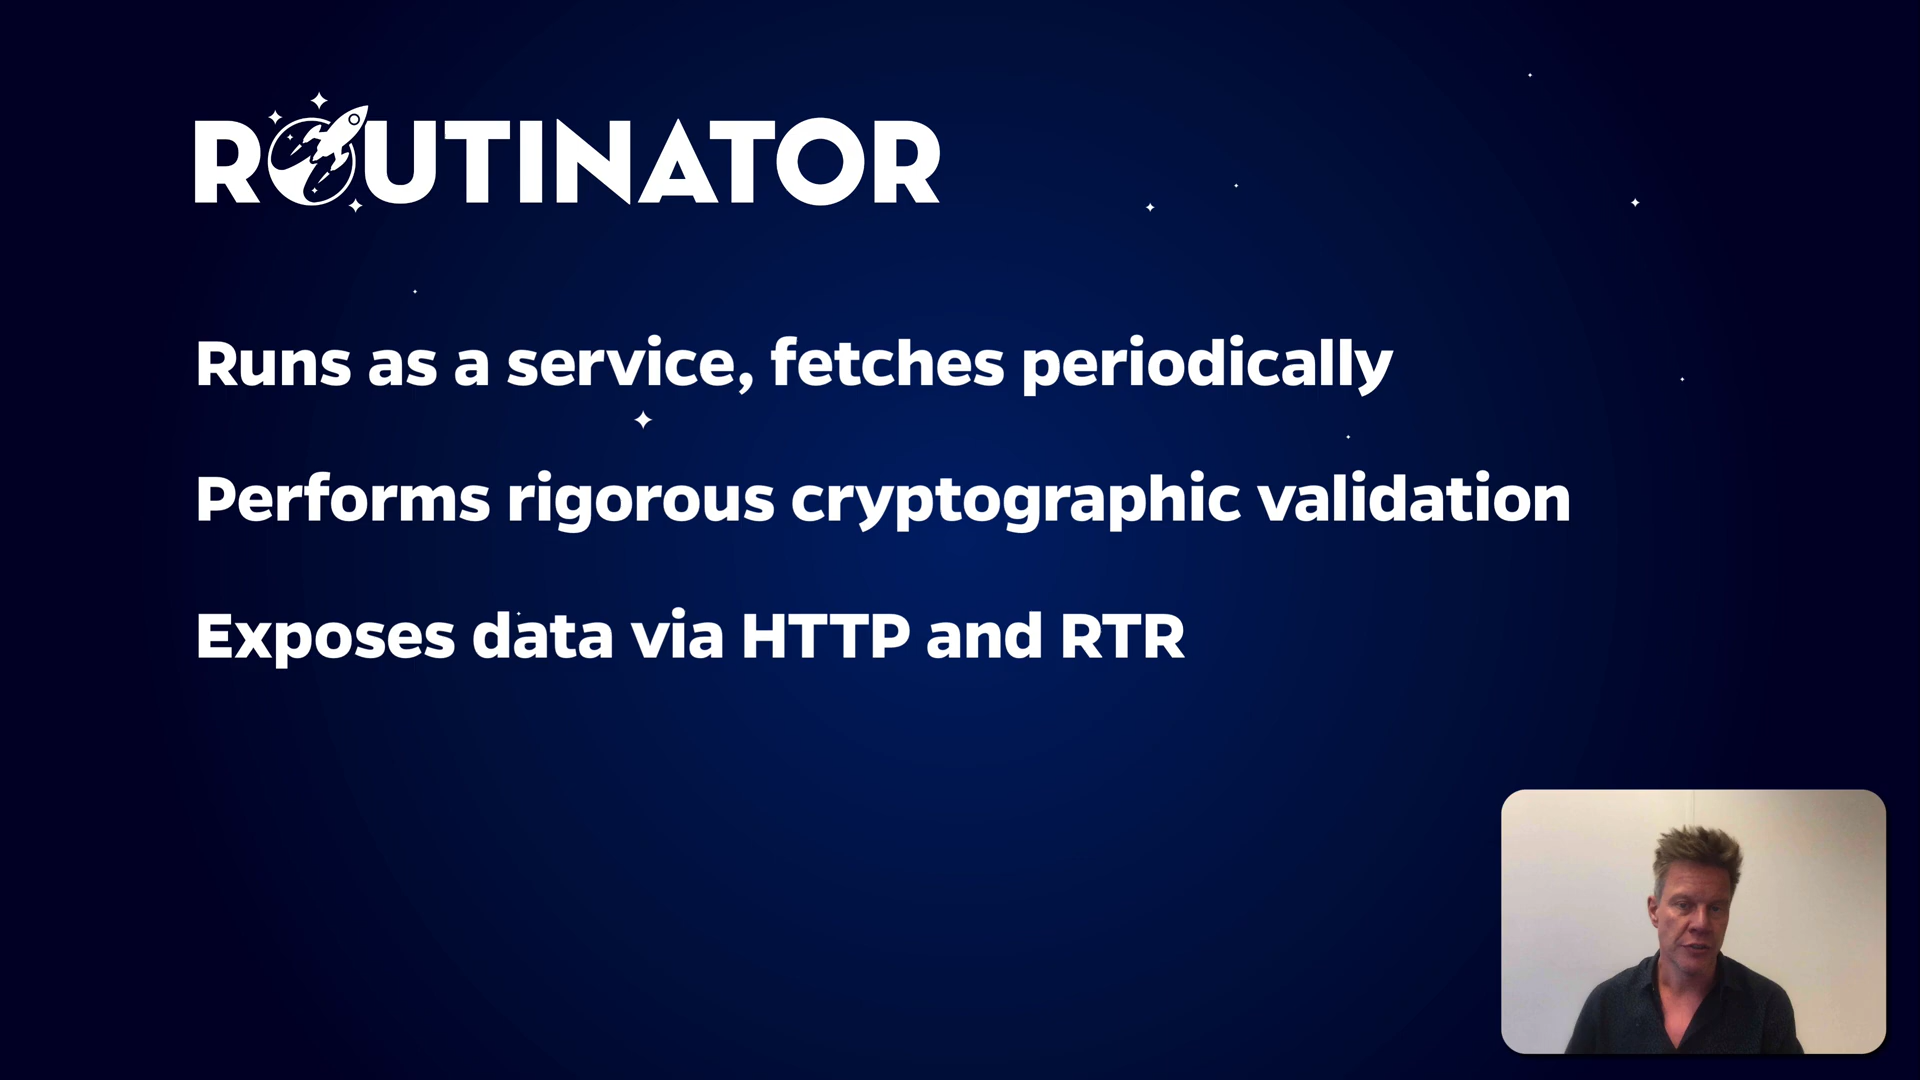 ROUTINATOR
Runs as a service, fetches periodically
Performs rigorous cryptographic validation
Exposes data via HTTP and RTR